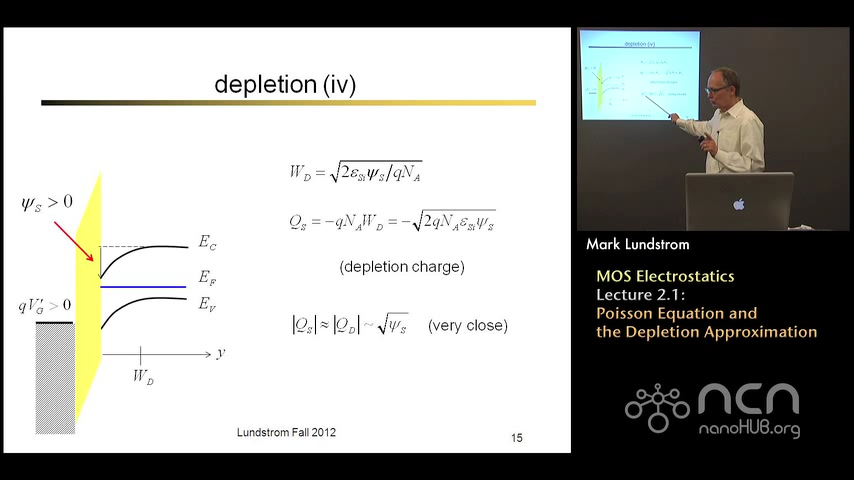 depletion (iv)
ψ_S > 0
E_C
E_F
E_V
qV′_G > 0
y
W_D
W_D = √(2ε_Si ψ_S / qN_A)
Q_S = −qN_A W_D = −√(2qN_A ε_Si ψ_S)
(depletion charge)
|Q_S| ≈ |Q_D| ~ √ψ_S (very close)
Lundstrom Fall 2012
15
depletion (iv)
Mark Lundstrom
MOS Electrostatics
Lecture 2.1:
Poisson Equation and
the Depletion Approximation
ncn
nanoHUB.org